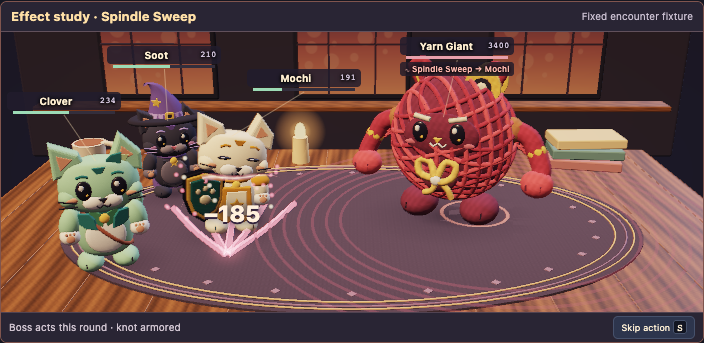 Effect study · Spindle Sweep
Fixed encounter fixture
Soot 210
Yarn Giant 3400
Spindle Sweep → Mochi
Mochi 191
Clover 234
−185
Boss acts this round · knot armored
Skip action S